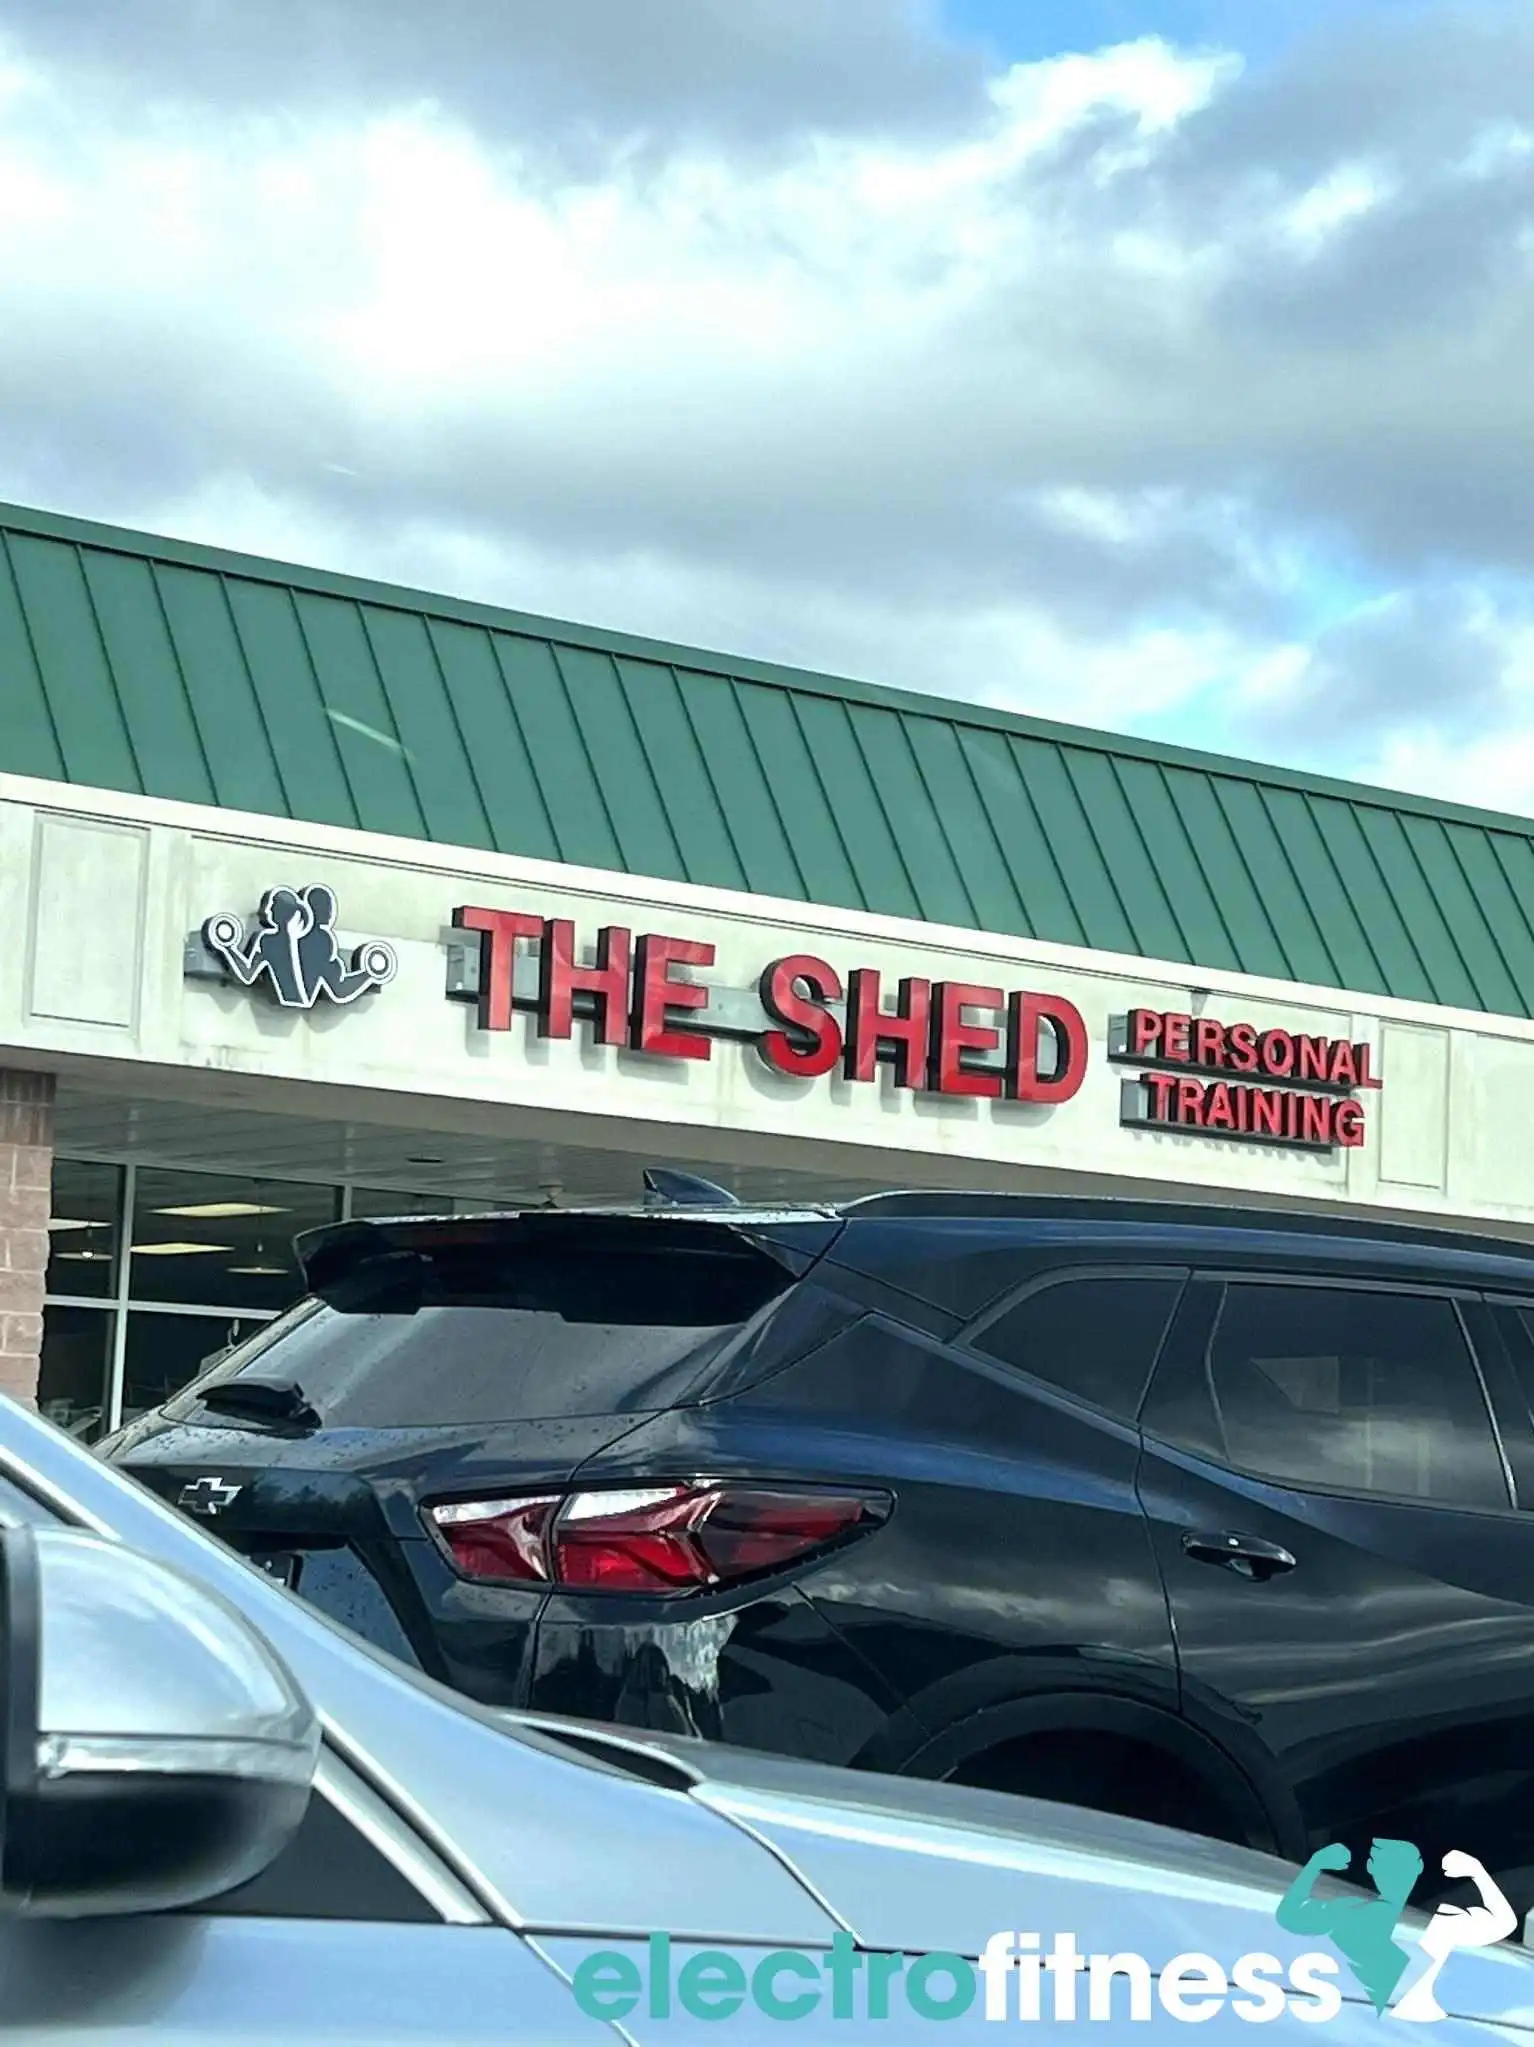 THE SHED
PERSONAL
TRAINING
electrofitness